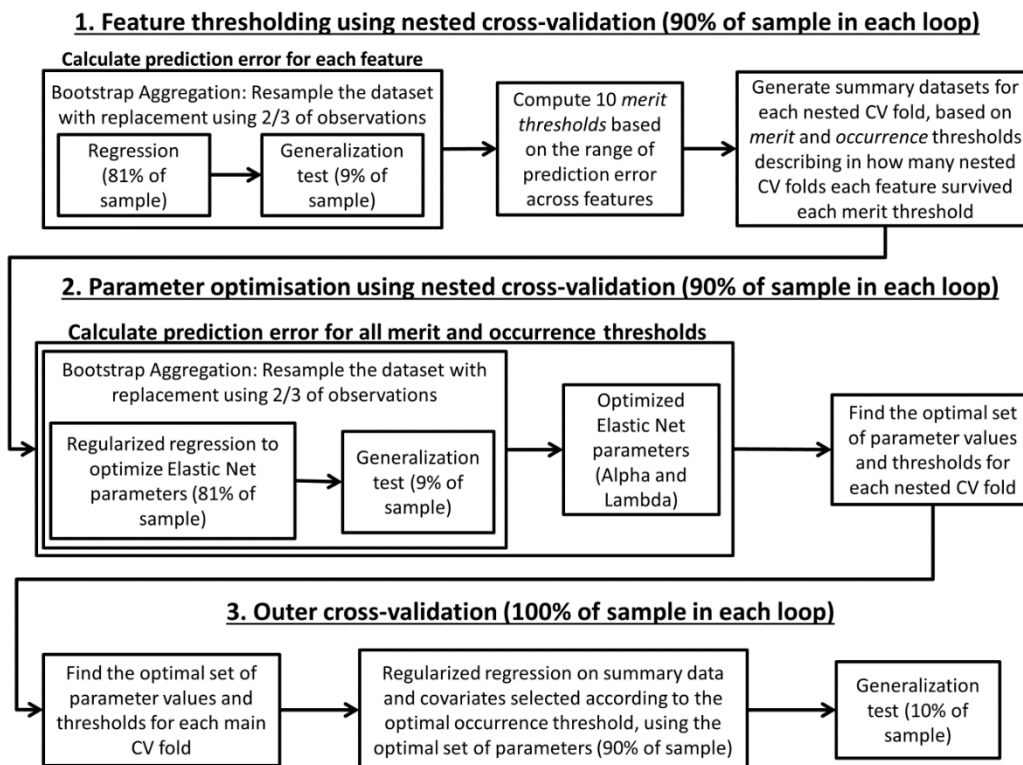 1. Feature thresholding using nested cross-validation (90% of sample in each loop)
Calculate prediction error for each feature
Bootstrap Aggregation: Resample the dataset
with replacement using 2/3 of observations
Regression
(81% of
sample)
Generalization
test (9% of
sample)
Compute 10 merit
thresholds based
on the range of
prediction error
across features
Generate summary datasets for
each nested CV fold, based on
merit and occurrence thresholds
describing in how many nested
CV folds each feature survived
each merit threshold
2. Parameter optimisation using nested cross-validation (90% of sample in each loop)
Calculate prediction error for all merit and occurrence thresholds
Bootstrap Aggregation: Resample the dataset with
replacement using 2/3 of observations
Regularized regression to
optimize Elastic Net
parameters (81% of
sample)
Generalization
test (9% of
sample)
Optimized
Elastic Net
parameters
(Alpha and
Lambda)
Find the optimal set
of parameter values
and thresholds for
each nested CV fold
3. Outer cross-validation (100% of sample in each loop)
Find the optimal set of
parameter values and
thresholds for each main
CV fold
Regularized regression on summary data
and covariates selected according to the
optimal occurrence threshold, using the
optimal set of parameters (90% of sample)
Generalization
test (10% of
sample)